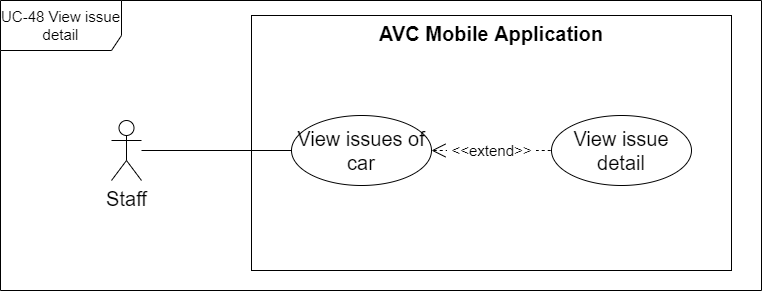 UC-48 View issue
detail
AVC Mobile Application
View issues of
car
<<extend>>
View issue
detail
Staff